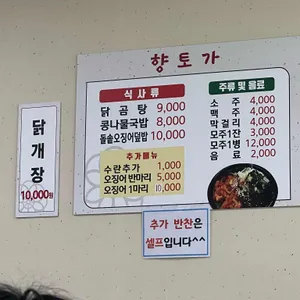 향토가
식사류
닭곰탕 9,000
콩나물국밥 8,000
돌솥오징어덮밥 10,000
추가메뉴
수란추가 1,000
오징어반마리 5,000
오징어1마리 10,000
주류 및 음료
소주 4,000
맥주 4,000
막걸리 4,000
모주1잔 3,000
모주1병 12,000
음료 2,000
닭개장
10,000원
추가 반찬은
셀프입니다^^